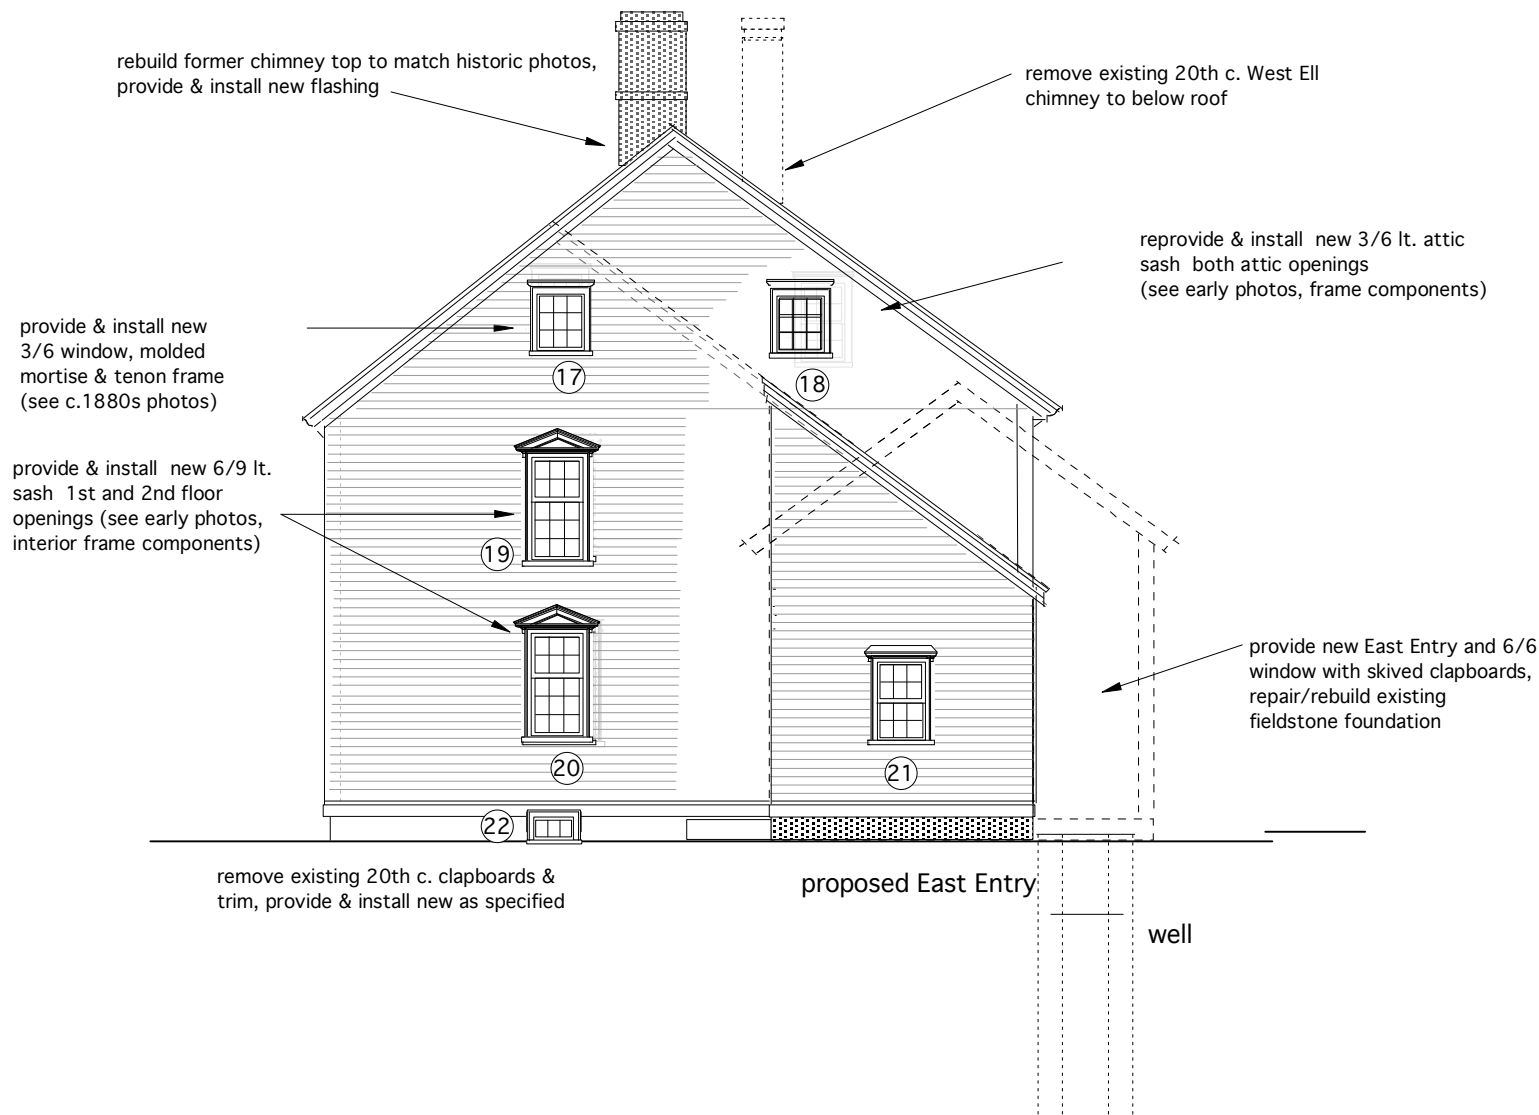 rebuild former chimney top to match historic photos,
provide & install new flashing
remove existing 20th c. West Ell
chimney to below roof
reprovide & install new 3/6 lt. attic
sash both attic openings
(see early photos, frame components)
provide & install new
3/6 window, molded
mortise & tenon frame
(see c.1880s photos)
17
18
provide & install new 6/9 lt.
sash 1st and 2nd floor
openings (see early photos,
interior frame components)
19
provide new East Entry and 6/6
window with skived clapboards,
repair/rebuild existing
fieldstone foundation
20
21
22
remove existing 20th c. clapboards &
trim, provide & install new as specified
proposed East Entry
well